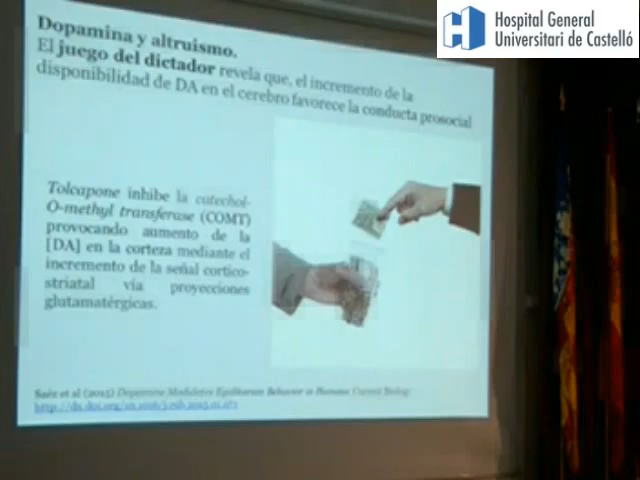 Hospital General
Universitari de Castelló
Dopamina y altruismo.
El juego del dictador revela que, el incremento de la
disponibilidad de DA en el cerebro favorece la conducta prosocial
Tolcapone inhibe la catechol-
O-methyl transferase (COMT)
provocando aumento de la
[DA] en la corteza mediante el
incremento de la señal cortico-
striatal vía proyecciones
glutamatérgicas.
Saéz et al (2015) Dopamine Modulates Egalitarian Behavior in Humans Current Biology